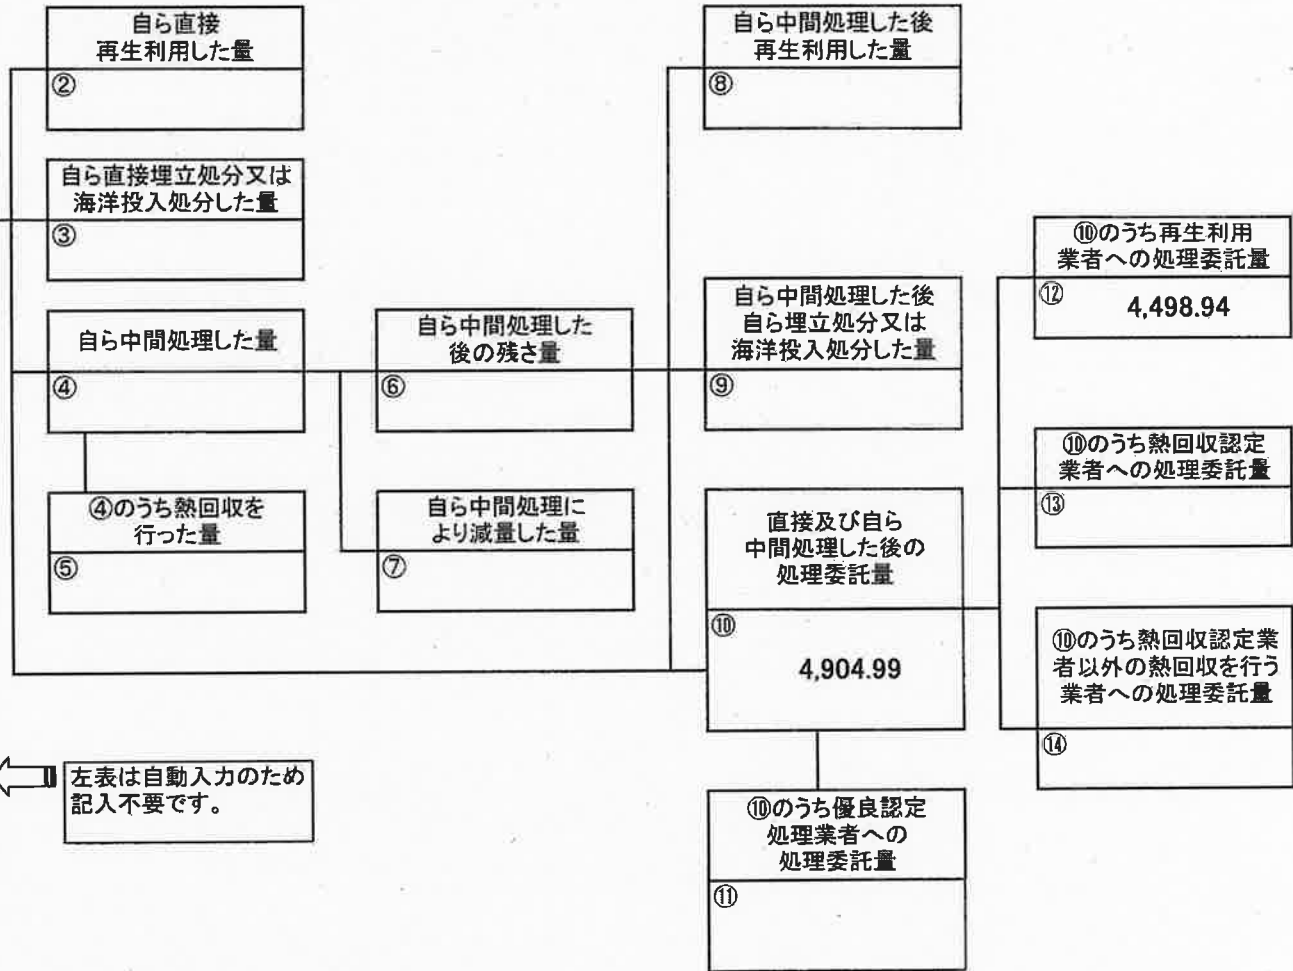 自ら直接
再生利用した量
②
自ら中間処理した後
再生利用した量
⑧
自ら直接埋立処分又は
海洋投入処分した量
③
⑩のうち再生利用
業者への処理委託量
⑫
4,498.94
自ら中間処理した量
④
自ら中間処理した
後の残さ量
⑥
自ら中間処理した後
自ら埋立処分又は
海洋投入処分した量
⑨
⑩のうち熱回収認定
業者への処理委託量
⑬
④のうち熱回収を
行った量
⑤
自ら中間処理に
より減量した量
⑦
直接及び自ら
中間処理した後の
処理委託量
⑩
4,904.99
⑩のうち熱回収認定業
者以外の熱回収を行う
業者への処理委託量
⑭
左表は自動入力のため
記入不要です。
⑩のうち優良認定
処理業者への
処理委託量
⑪